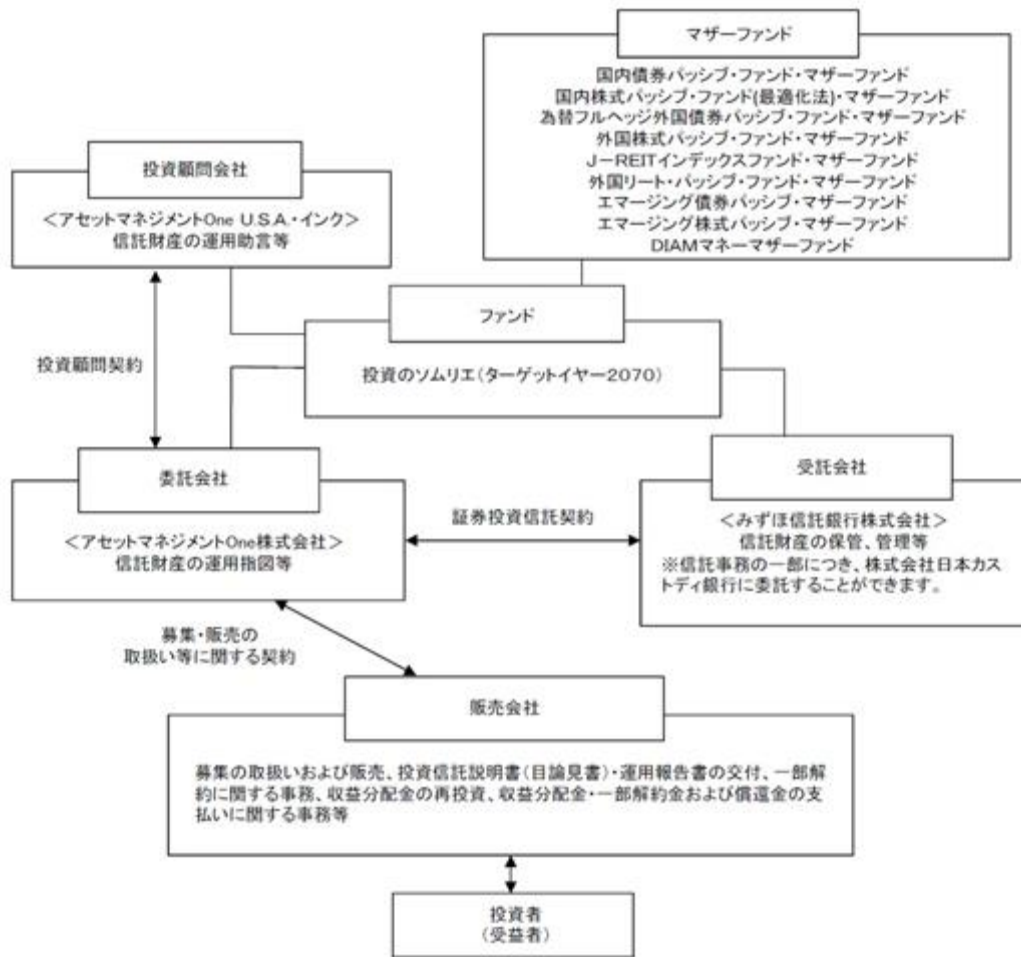 マザーファンド
国内債券パッシブ・ファンド・マザーファンド
国内株式パッシブ・ファンド(最適化法)・マザーファンド
為替フルヘッジ外国債券パッシブ・ファンド・マザーファンド
外国株式パッシブ・ファンド・マザーファンド
J-REITインデックスファンド・マザーファンド
外国リート・パッシブ・ファンド・マザーファンド
エマージング債券パッシブ・マザーファンド
エマージング株式パッシブ・マザーファンド
DIAMマネーマザーファンド
投資顧問会社
<アセットマネジメントOne U.S.A.・インク>
信託財産の運用助言等
ファンド
投資のソムリエ(ターゲットイヤー2070)
投資顧問契約
委託会社
<アセットマネジメントOne株式会社>
信託財産の運用指図等
証券投資信託契約
受託会社
<みずほ信託銀行株式会社>
信託財産の保管、管理等
※信託事務の一部につき、株式会社日本カス
トディ銀行に委託することができます。
募集・販売の
取扱い等に関する契約
販売会社
募集の取扱いおよび販売、投資信託説明書(目論見書)・運用報告書の交付、一部解
約に関する事務、収益分配金の再投資、収益分配金・一部解約金および償還金の支
払いに関する事務等
投資者
(受益者)